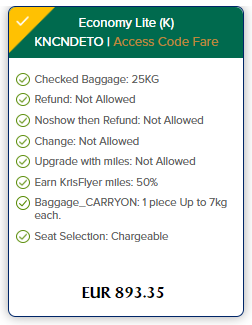 Economy Lite (K)
KNCNDETO | Access Code Fare
Checked Baggage: 25KG
Refund: Not Allowed
Noshow then Refund: Not Allowed
Change: Not Allowed
Upgrade with miles: Not Allowed
Earn KrisFlyer miles: 50%
Baggage_CARRYON: 1 piece Up to 7kg
each.
Seat Selection: Chargeable
EUR 893.35